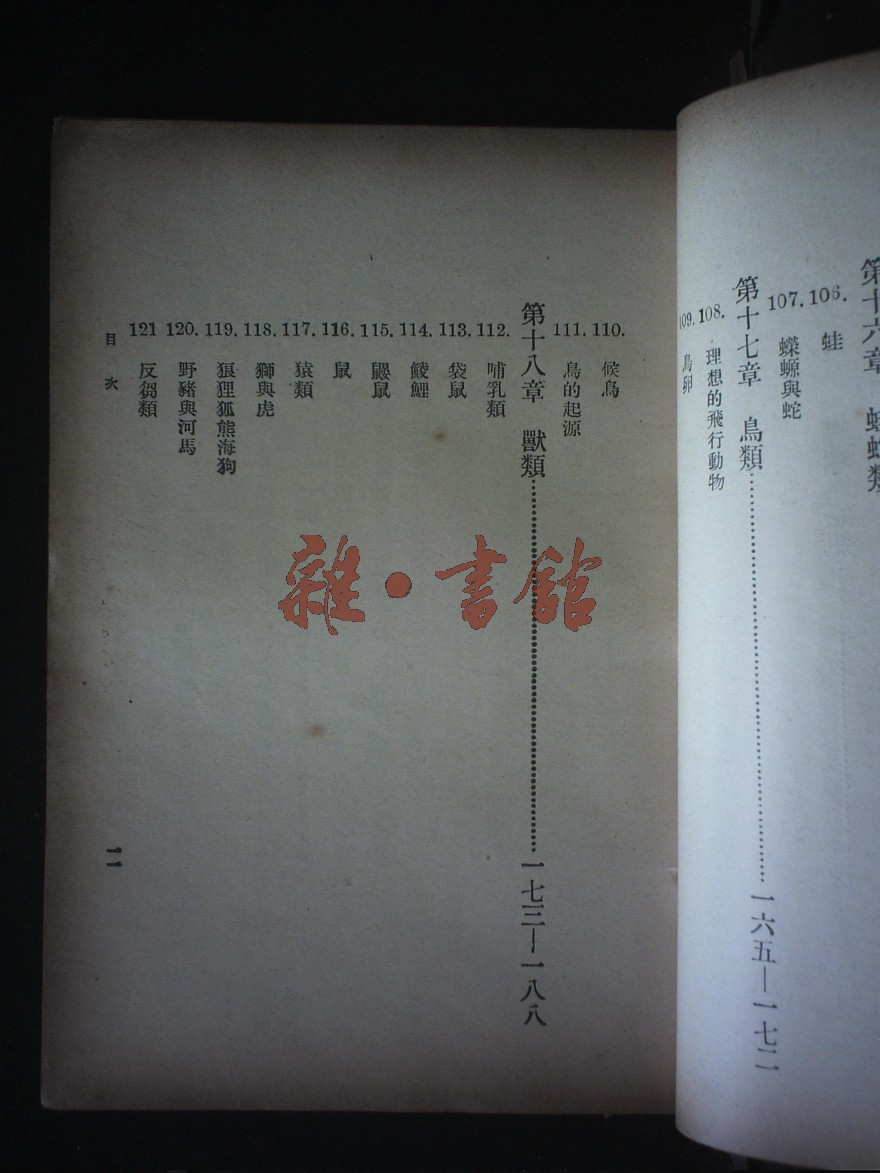 第十六章
106. 蛙
107. 蠑螈與蛇
第十七章 鳥類 一六五—一七二
108. 理想的飛行動物
109. 鳥卵
110. 候鳥
111. 鳥的起源
第十八章 獸類 一七三—一八八
112. 哺乳類
113. 袋鼠
114. 鯪鯉
115. 鼴鼠
116. 鼠
117. 猿類
118. 獅與虎
119. 狼狸狐熊海狗
120. 野豬與河馬
121 反芻類
目次
一一
雜·書館